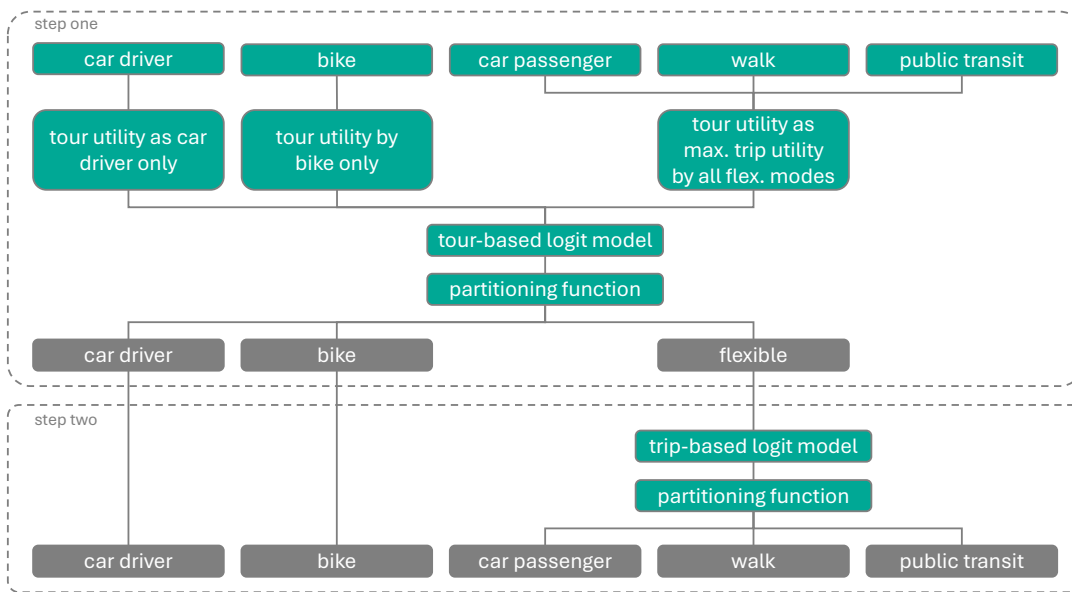 step one
car driver
bike
car passenger
walk
public transit
tour utility as car
driver only
tour utility by
bike only
tour utility as
max. trip utility
by all flex. modes
tour-based logit model
partitioning function
car driver
bike
flexible
step two
trip-based logit model
partitioning function
car driver
bike
car passenger
walk
public transit